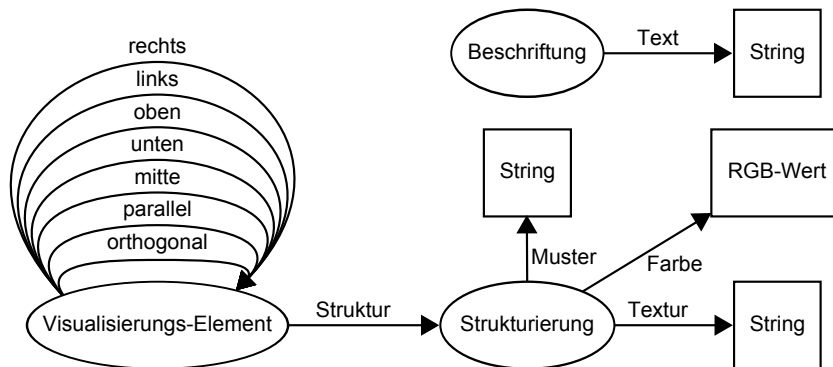 rechts
links
oben
unten
mitte
parallel
orthogonal
Visualisierungs-Element
Struktur
Beschriftung
Text
String
String
RGB-Wert
Muster
Farbe
Strukturierung
Textur
String